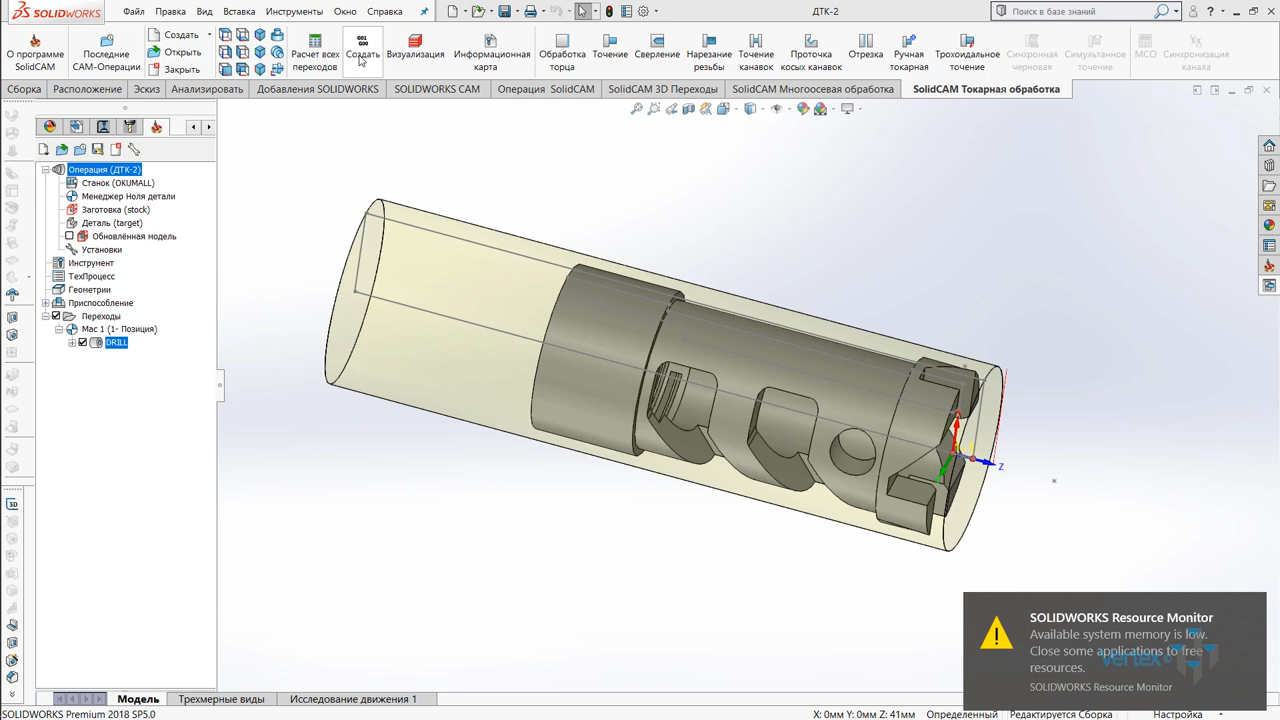 SOLIDWORKS
Файл
Правка
Вид
Вставка
Инструменты
Окно
Справка
ДТК-2
Поиск в базе знаний
О программе SolidCAM
Последние CAM-Операции
Создать
Открыть
Закрыть
Расчет всех переходов
G01
G00
Создать
Визуализация
Информационная карта
Обработка торца
Точение
Сверление
Нарезание резьбы
Точение канавок
Проточка косых канавок
Отрезка
Ручная токарная
Трохоидальное точение
Синхронная черновая
Симультанное точение
MCO
Синхронизация канала
Сборка
Расположение
Эскиз
Анализировать
Добавления SOLIDWORKS
SOLIDWORKS CAM
Операция SolidCAM
SolidCAM 3D Переходы
SolidCAM Многоосевая обработка
SolidCAM Токарная обработка
Операция (ДТК-2)
Станок (OKUMALL)
Менеджер Ноля детали
Заготовка (stock)
Деталь (target)
Обновлённая модель
Установки
Инструмент
ТехПроцесс
Геометрии
Приспособление
Переходы
Mac 1 (1- Позиция)
DRILL
Z
SOLIDWORKS Resource Monitor
Available system memory is low.
Close some applications to free
resources.
SOLIDWORKS Resource Monitor
vertex
Модель
Трехмерные виды
Исследование движения 1
SOLIDWORKS Premium 2018 SP5.0
X: 0мм Y: 0мм Z: 41мм
Определенный
Редактируется Сборка
Настройка